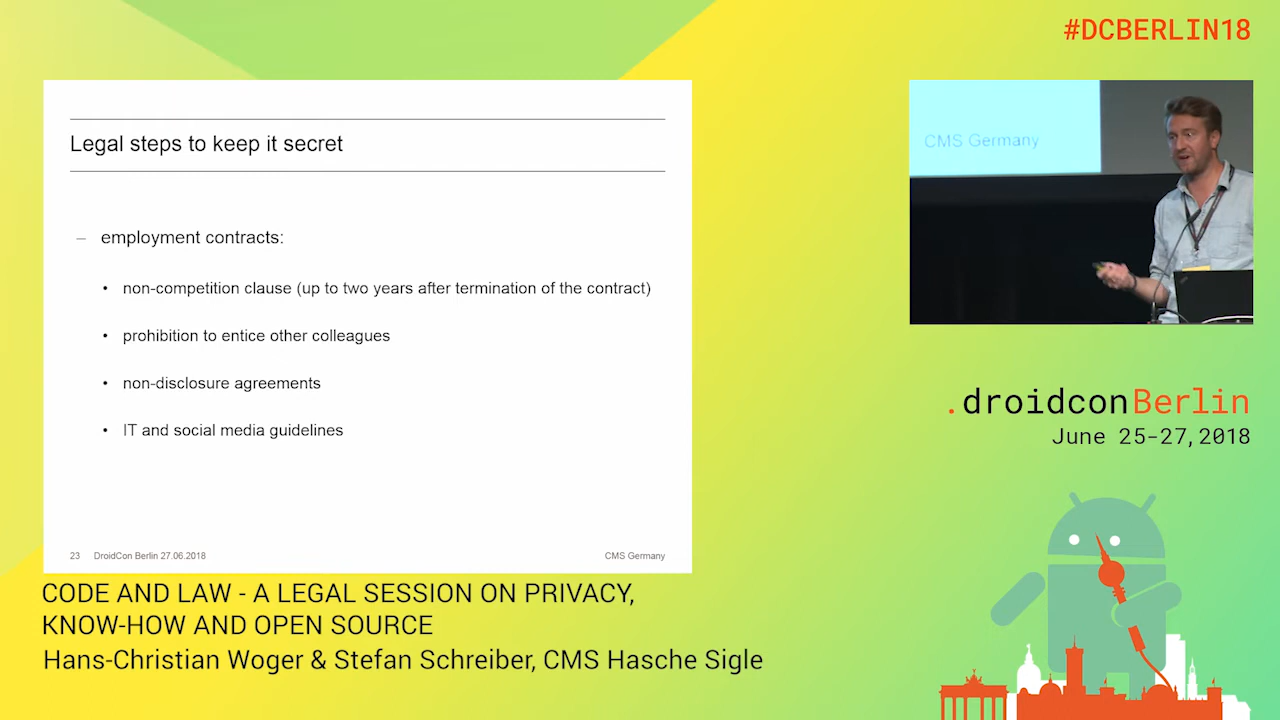 #DCBERLIN18
Legal steps to keep it secret
– employment contracts:
• non-competition clause (up to two years after termination of the contract)
• prohibition to entice other colleagues
• non-disclosure agreements
• IT and social media guidelines
23 DroidCon Berlin 27.06.2018 CMS Germany
CMS Germany
.droidconBerlin
June 25-27,2018
CODE AND LAW - A LEGAL SESSION ON PRIVACY,
KNOW-HOW AND OPEN SOURCE
Hans-Christian Woger & Stefan Schreiber, CMS Hasche Sigle